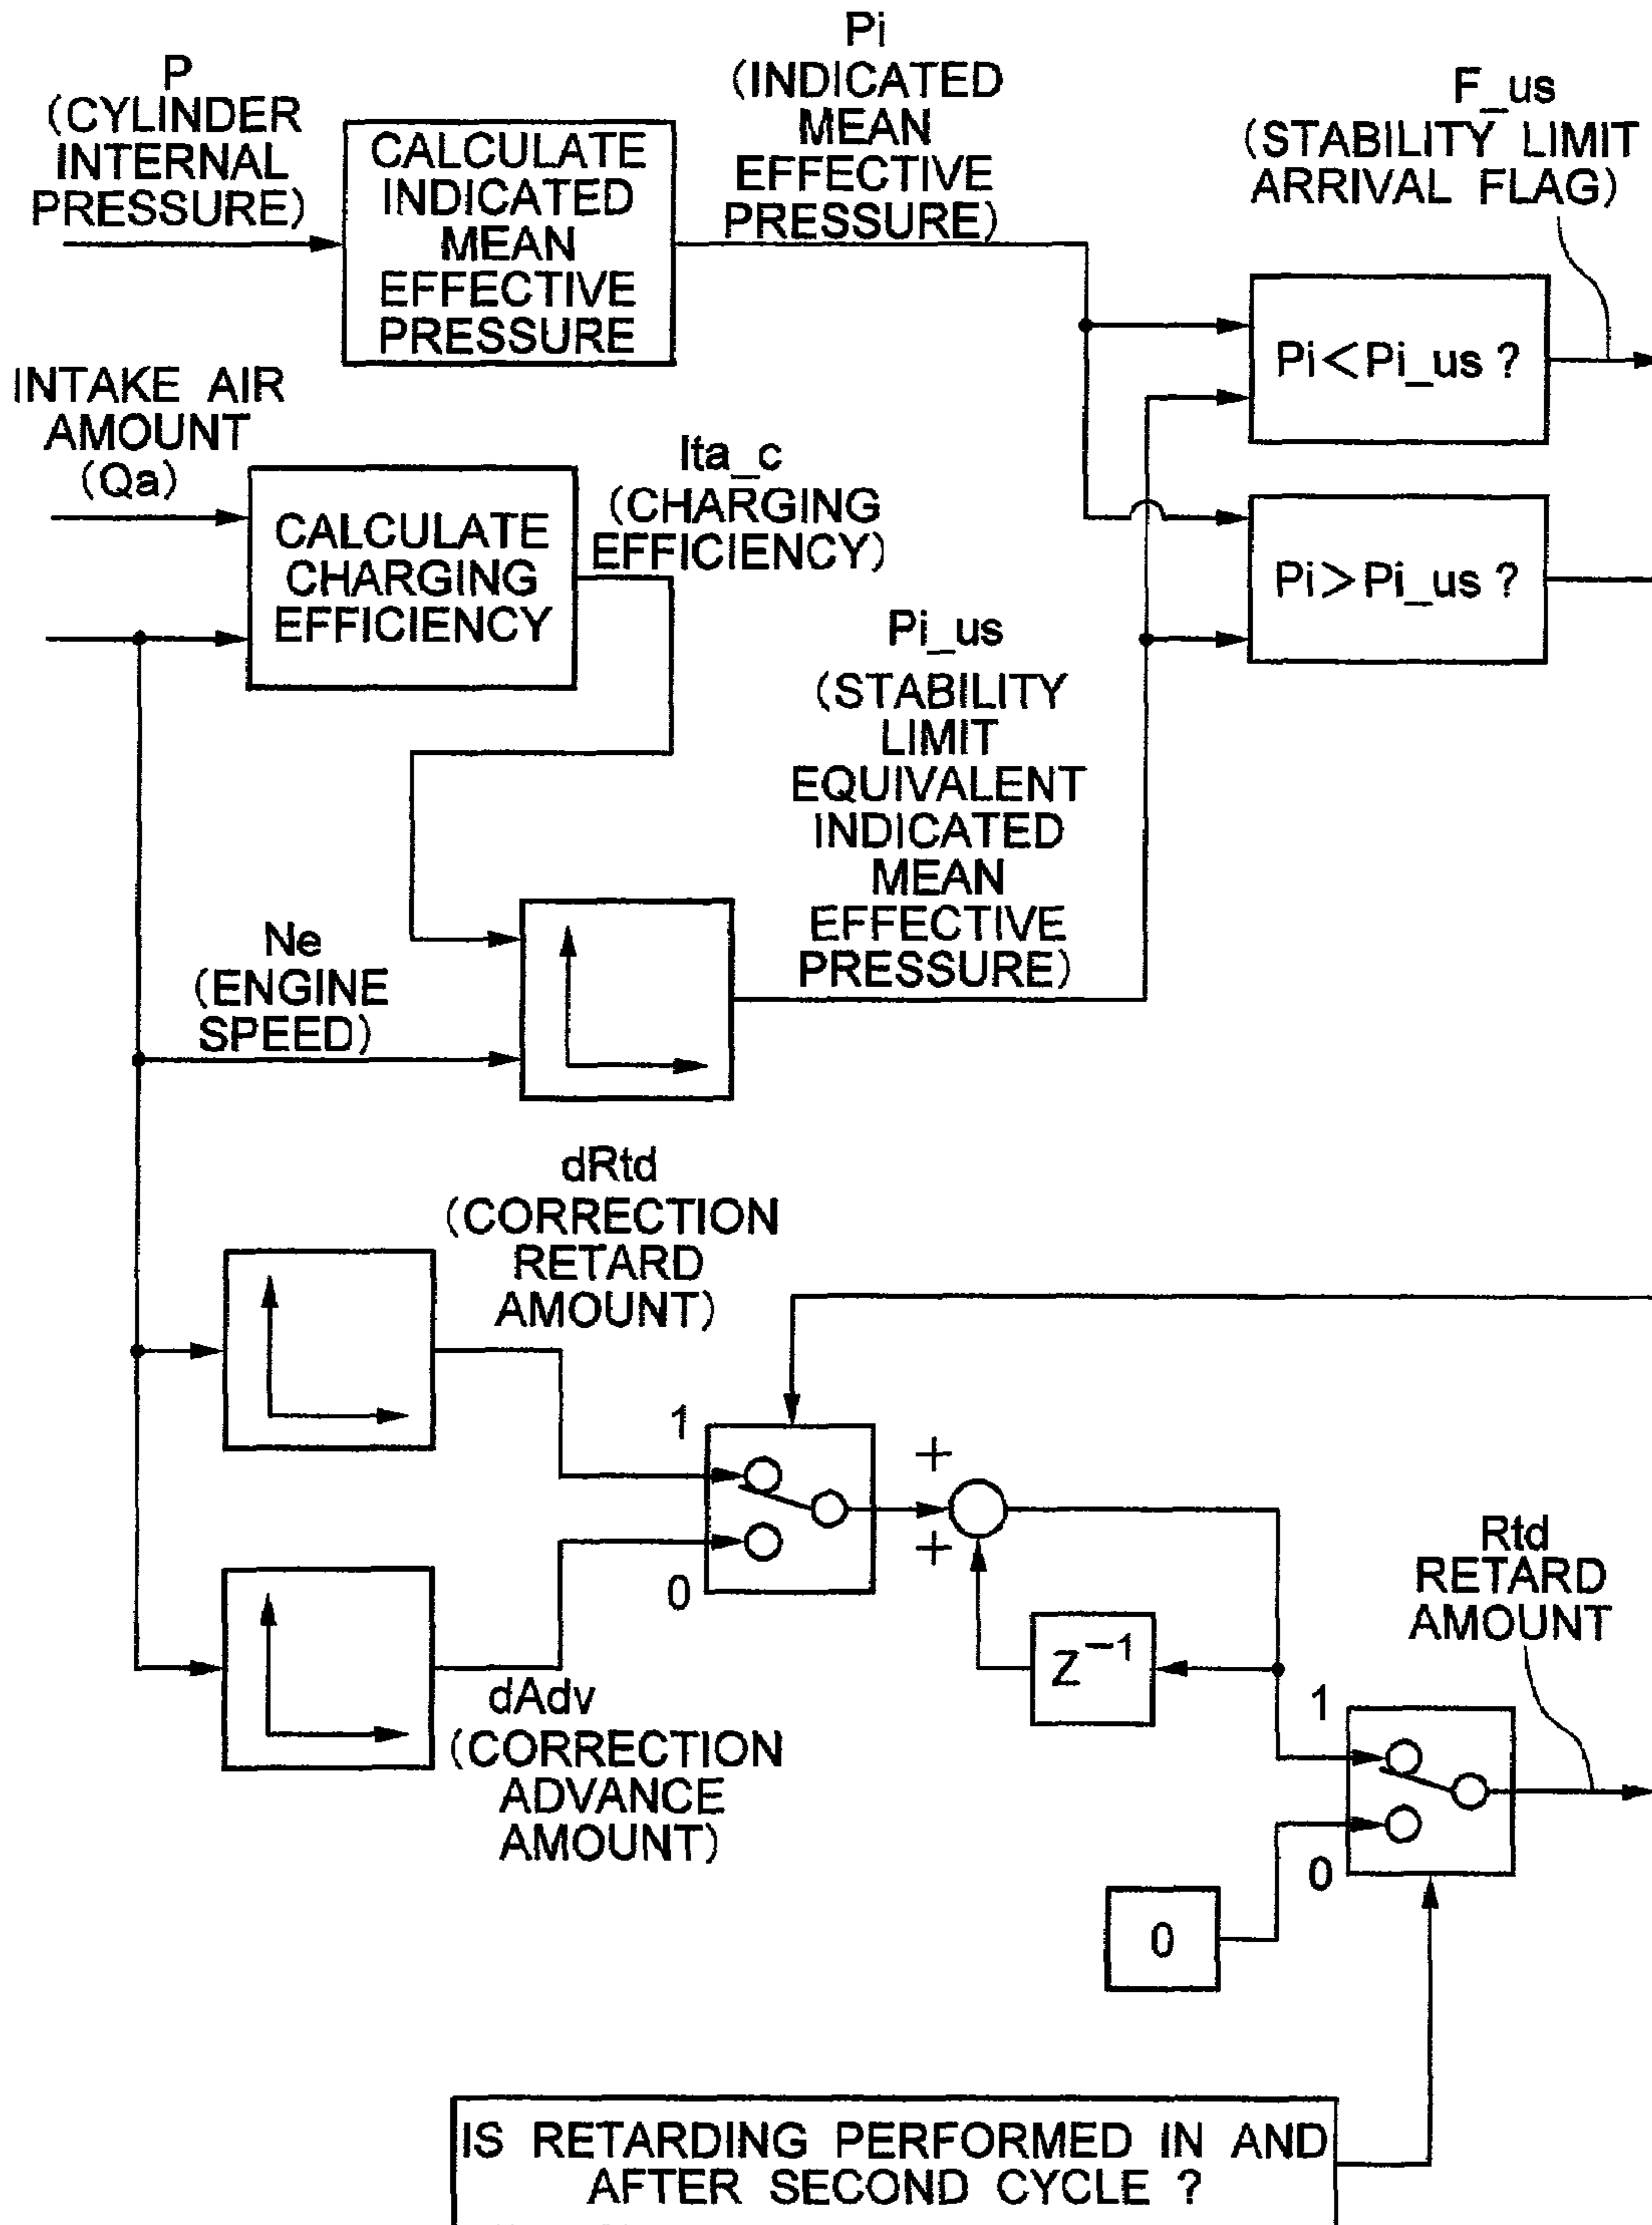 P
(CYLINDER
INTERNAL
PRESSURE)
CALCULATE
INDICATED
MEAN
EFFECTIVE
PRESSURE
Pi
(INDICATED
MEAN
EFFECTIVE
PRESSURE)
F_us
(STABILITY LIMIT
ARRIVAL FLAG)
Pi<Pi_us ?
INTAKE AIR
AMOUNT
(Qa)
CALCULATE
CHARGING
EFFICIENCY
Ita_c
(CHARGING
EFFICIENCY)
Pi>Pi_us ?
Pi_us
(STABILITY
LIMIT
EQUIVALENT
INDICATED
MEAN
EFFECTIVE
PRESSURE)
Ne
(ENGINE
SPEED)
dRtd
(CORRECTION
RETARD
AMOUNT)
1
0
+
+
dAdv
(CORRECTION
ADVANCE
AMOUNT)
Z⁻¹
Rtd
RETARD
AMOUNT
1
0
0
IS RETARDING PERFORMED IN AND
AFTER SECOND CYCLE ?